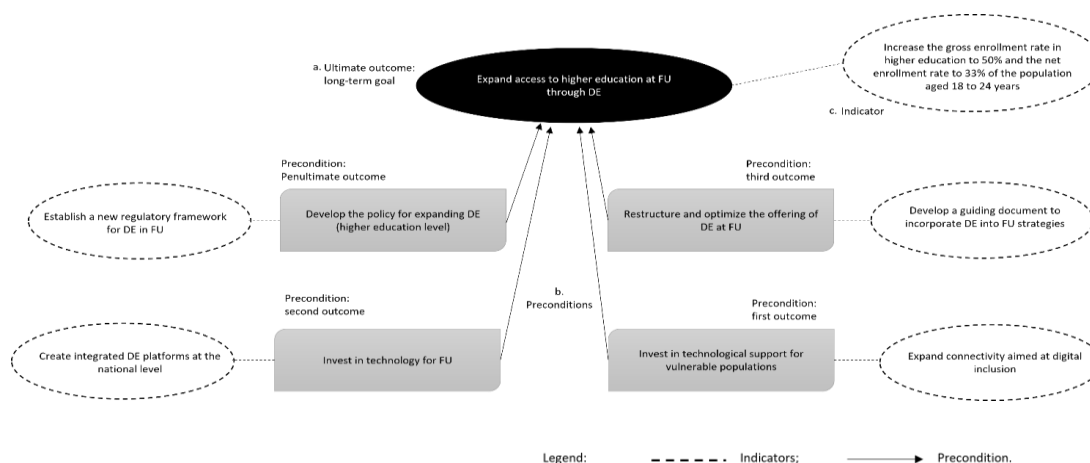 Increase the gross enrollment rate in
higher education to 50% and the net
enrollment rate to 33% of the population
aged 18 to 24 years
a. Ultimate outcome:
long-term goal
Expand access to higher education at FU
through DE
c. Indicator
Precondition:
Penultimate outcome
Precondition:
third outcome
Establish a new regulatory framework
for DE in FU
Develop the policy for expanding DE
(higher education level)
Restructure and optimize the offering of
DE at FU
Develop a guiding document to
incorporate DE into FU strategies
b.
Preconditions
Precondition:
second outcome
Precondition:
first outcome
Create integrated DE platforms at the
national level
Invest in technology for FU
Invest in technological support for
vulnerable populations
Expand connectivity aimed at digital
inclusion
Legend: Indicators; Precondition.